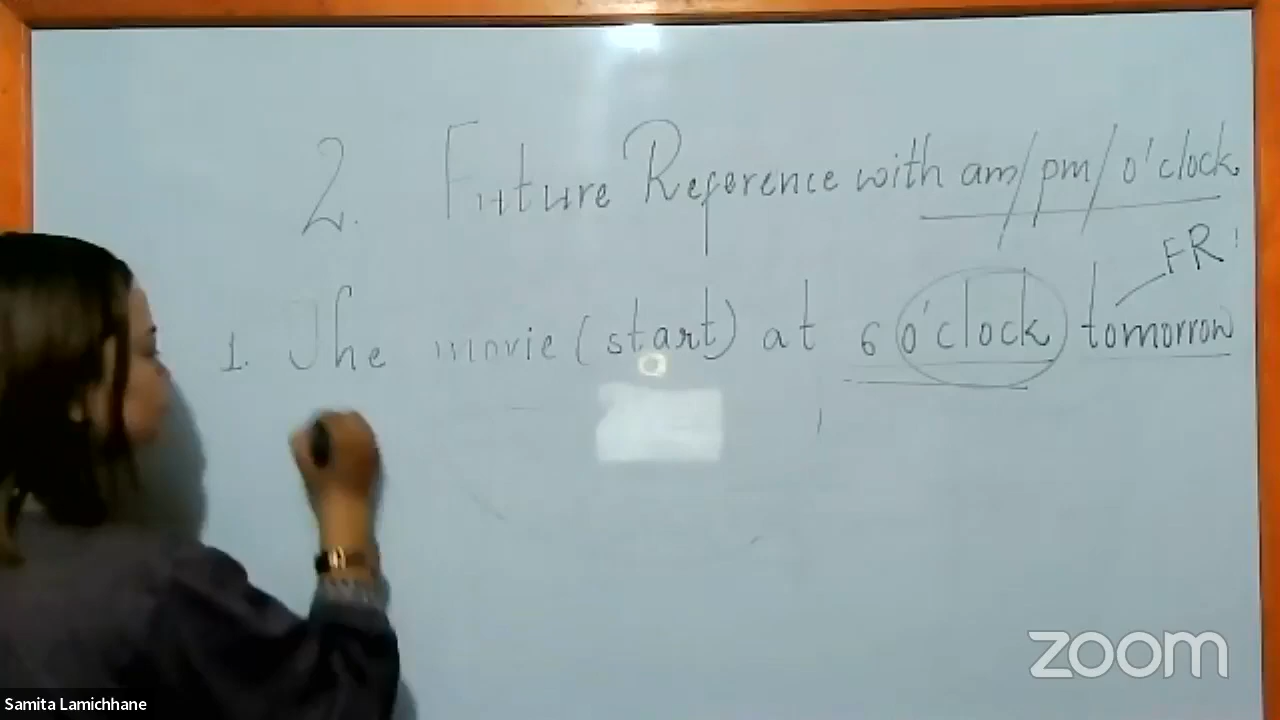 2. Future Reference with am/pm/o'clock
FR
1. The movie (start) at 6 o'clock tomorrow
zoom
Samita Lamichhane